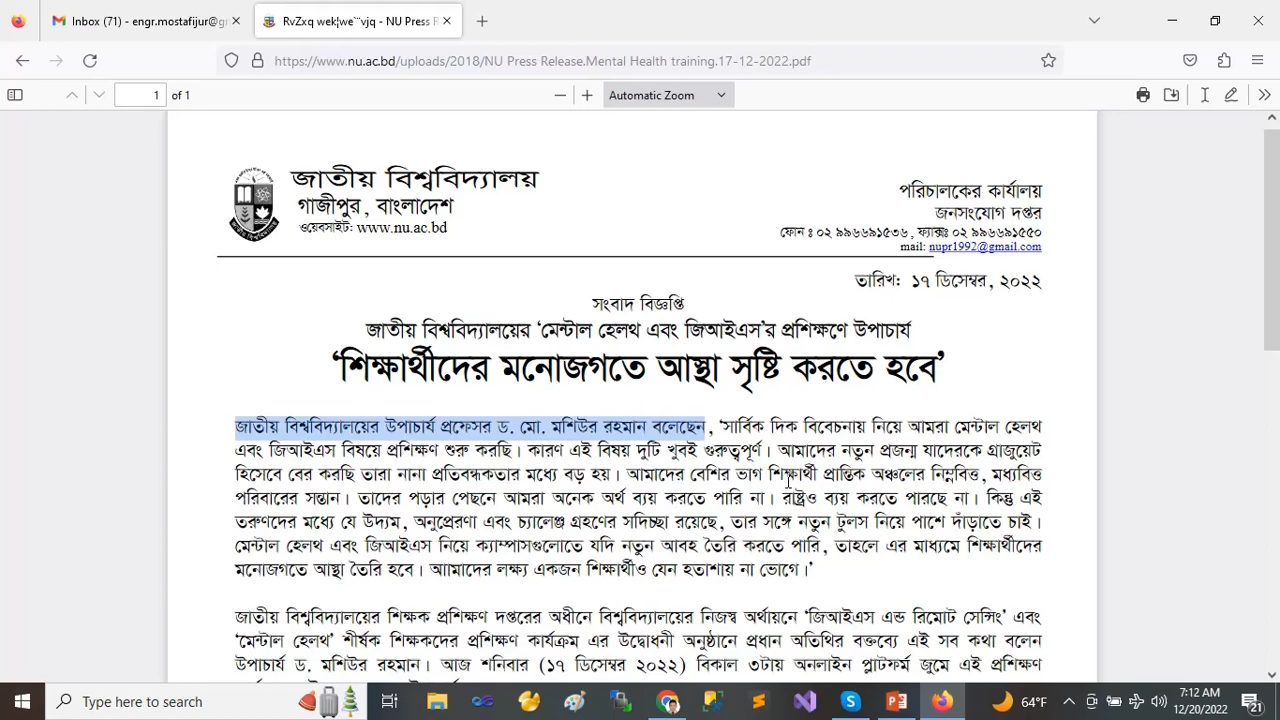 Inbox (71) - engr.mostafijur@gr
RvZxq wek¦we`¨vjq - NU Press R
https://www.nu.ac.bd/uploads/2018/NU Press Release.Mental Health training.17-12-2022.pdf
1 of 1
Automatic Zoom
জাতীয় বিশ্ববিদ্যালয়
গাজীপুর, বাংলাদেশ
ওয়েবসাইট: www.nu.ac.bd
পরিচালকের কার্যালয়
জনসংযোগ দপ্তর
ফোন ঃ ০২ ৯৯৬৬৯১৫৩৬, ফ্যাক্সঃ ০২ ৯৯৬৬৯১৫৫০
mail: nupr1992@gmail.com
তারিখ: ১৭ ডিসেম্বর, ২০২২
সংবাদ বিজ্ঞপ্তি
জাতীয় বিশ্ববিদ্যালয়ের ‘মেন্টাল হেলথ এবং জিআইএস’র প্রশিক্ষণে উপাচার্য
‘শিক্ষার্থীদের মনোজগতে আস্থা সৃষ্টি করতে হবে’
জাতীয় বিশ্ববিদ্যালয়ের উপাচার্য প্রফেসর ড. মো. মশিউর রহমান বলেছেন, ‘সার্বিক দিক বিবেচনায় নিয়ে আমরা মেন্টাল হেলথ
এবং জিআইএস বিষয়ে প্রশিক্ষণ শুরু করছি। কারণ এই বিষয় দুটি খুবই গুরুত্বপূর্ণ। আমাদের নতুন প্রজন্ম যাদেরকে গ্রাজুয়েট
হিসেবে বের করছি তারা নানা প্রতিবন্ধকতার মধ্যে বড় হয়। আমাদের বেশির ভাগ শিক্ষার্থী প্রান্তিক অঞ্চলের নিম্নবিত্ত, মধ্যবিত্ত
পরিবারের সন্তান। তাদের পড়ার পেছনে আমরা অনেক অর্থ ব্যয় করতে পারি না। রাষ্ট্রও ব্যয় করতে পারছে না। কিন্তু এই
তরুণদের মধ্যে যে উদ্যম, অনুপ্রেরণা এবং চ্যালেঞ্জ গ্রহণের সদিচ্ছা রয়েছে, তার সঙ্গে নতুন টুলস নিয়ে পাশে দাঁড়াতে চাই।
মেন্টাল হেলথ এবং জিআইএস নিয়ে ক্যাম্পাসগুলোতে যদি নতুন আবহ তৈরি করতে পারি, তাহলে এর মাধ্যমে শিক্ষার্থীদের
মনোজগতে আস্থা তৈরি হবে। আামাদের লক্ষ্য একজন শিক্ষার্থীও যেন হতাশায় না ভোগে।’
জাতীয় বিশ্ববিদ্যালয়ের শিক্ষক প্রশিক্ষণ দপ্তরের অধীনে বিশ্ববিদ্যালয়ের নিজস্ব অর্থায়নে ‘জিআইএস এন্ড রিমোট সেন্সিং’ এবং
‘মেন্টাল হেলথ’ শীর্ষক শিক্ষকদের প্রশিক্ষণ কার্যক্রম এর উদ্বোধনী অনুষ্ঠানে প্রধান অতিথির বক্তব্যে এই সব কথা বলেন
উপাচার্য ড. মশিউর রহমান। আজ শনিবার (১৭ ডিসেম্বর ২০২২) বিকাল ৩টায় অনলাইন প্লাটফর্ম জুমে এই প্রশিক্ষণ
Type here to search
64°F
7:12 AM
12/20/2022
21